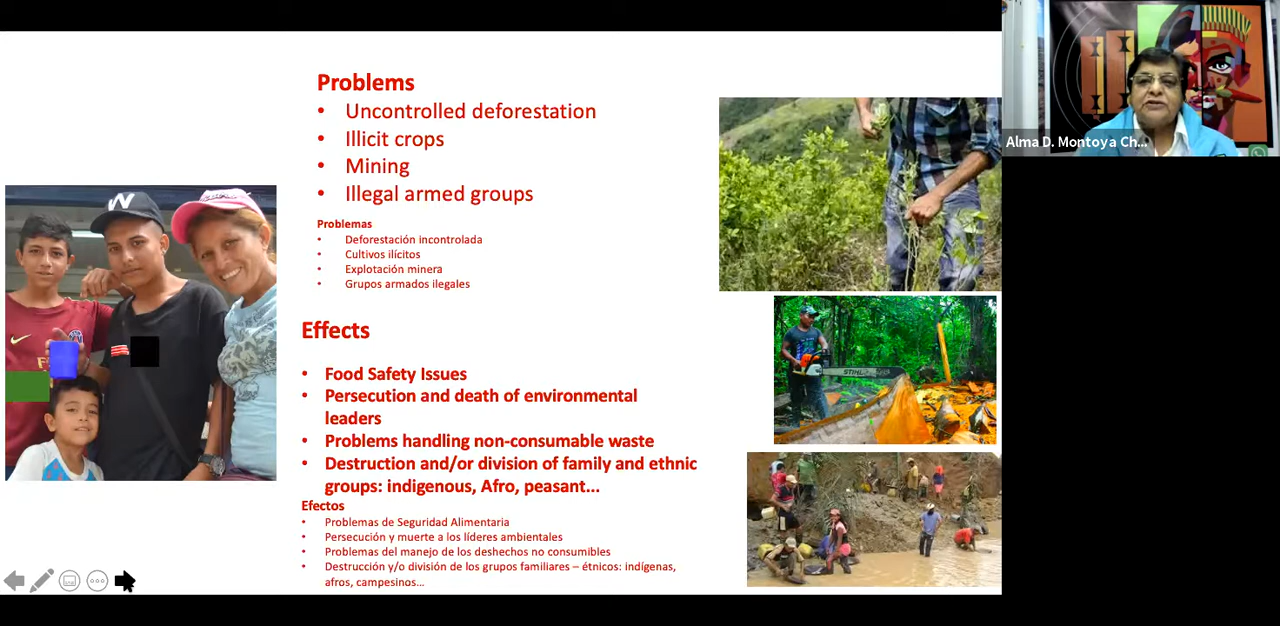 Problems
• Uncontrolled deforestation
• Illicit crops
• Mining
• Illegal armed groups
Problemas
• Deforestación incontrolada
• Cultivos ilícitos
• Explotación minera
• Grupos armados ilegales
Effects
• Food Safety Issues
• Persecution and death of environmental
leaders
• Problems handling non-consumable waste
• Destruction and/or division of family and ethnic
groups: indigenous, Afro, peasant...
Efectos
• Problemas de Seguridad Alimentaria
• Persecución y muerte a los líderes ambientales
• Problemas del manejo de los deshechos no consumibles
• Destrucción y/o división de los grupos familiares – étnicos: indígenas,
afros, campesinos...
W
STIHL
Alma D. Montoya Ch...